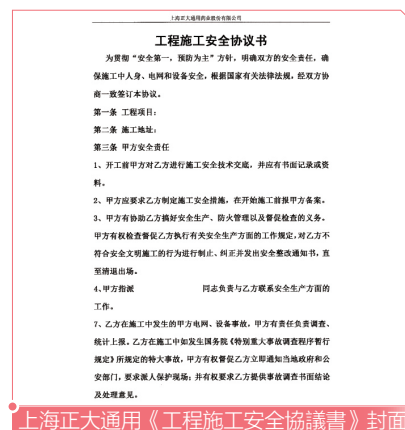 上海正大通用药业股份有限公司
工程施工安全协议书
为贯彻“安全第一，预防为主”方针，明确双方的安全责任，确
保施工中人身、电网和设备安全，根据国家有关法律法规，经双方协
商一致签订本协议。
第一条 工程项目：
第二条 施工地址：
第三条 甲方安全责任
1、开工前甲方对乙方进行施工安全技术交底，并应有书面记录或资
料。
2、甲方应要求乙方制定施工安全措施，在开始施工前报甲方备案。
3、甲方有协助乙方搞好安全生产、防火管理以及督促检查的义务。
甲方有权检查督促乙方执行有关安全生产方面的工作规定，对乙方不
符合安全文明施工的行为进行制止、纠正并发出安全整改通知书，直
至清退出场。
4、甲方指派 同志负责与乙方联系安全生产方面的
工作。
7、乙方在施工中发生的甲方电网、设备事故，甲方有责任负责调查、
统计上报。乙方在施工中如发生国务院《特别重大事故调查程序暂行
规定》所规定的特大事故，甲方有权督促乙方立即通知当地政府和公
安部门，要求派人保护现场；并有权要求乙方提供事故调查书面结论
及处理意见。
上海正大通用《工程施工安全協議書》封面